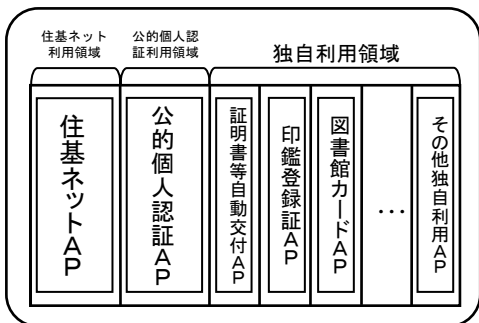 住基ネット
利用領域
公的個人認
証利用領域
独自利用領域
住基ネットAP
公的個人認証AP
証明書等自動交付AP
印鑑登録証AP
図書館カードAP
…
その他独自利用AP